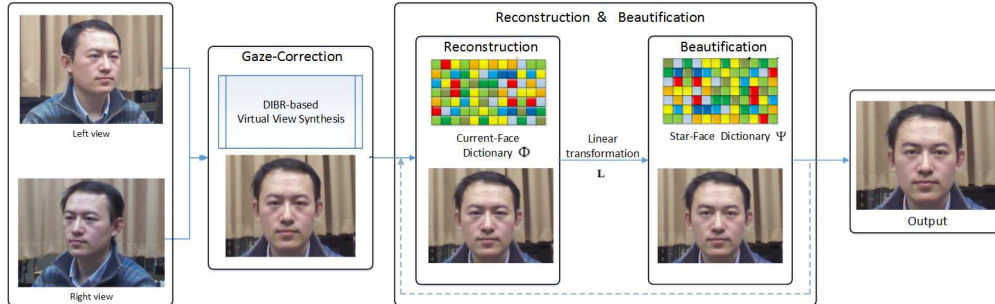 Left view
Right view
Gaze-Correction
DIBR-based
Virtual View Synthesis
Reconstruction & Beautification
Reconstruction
Current-Face
Dictionary Φ
Linear
transformation
L
Beautification
Star-Face Dictionary Ψ
Output